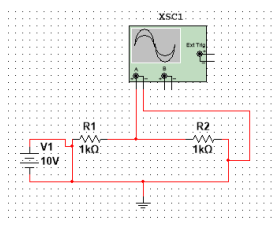 XSC1
Ext Trig
A B
R1 R2
1kΩ 1kΩ
V1
10V